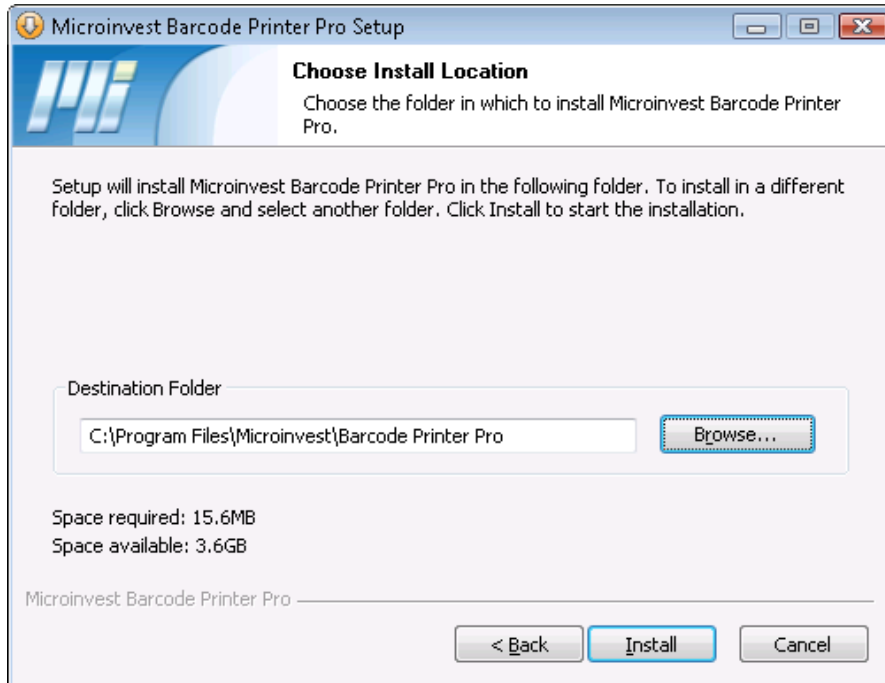 Microinvest Barcode Printer Pro Setup
Mi
Choose Install Location
Choose the folder in which to install Microinvest Barcode Printer
Pro.
Setup will install Microinvest Barcode Printer Pro in the following folder. To install in a different
folder, click Browse and select another folder. Click Install to start the installation.
Destination Folder
C:\Program Files\Microinvest\Barcode Printer Pro
Browse...
Space required: 15.6MB
Space available: 3.6GB
Microinvest Barcode Printer Pro
< Back Install Cancel